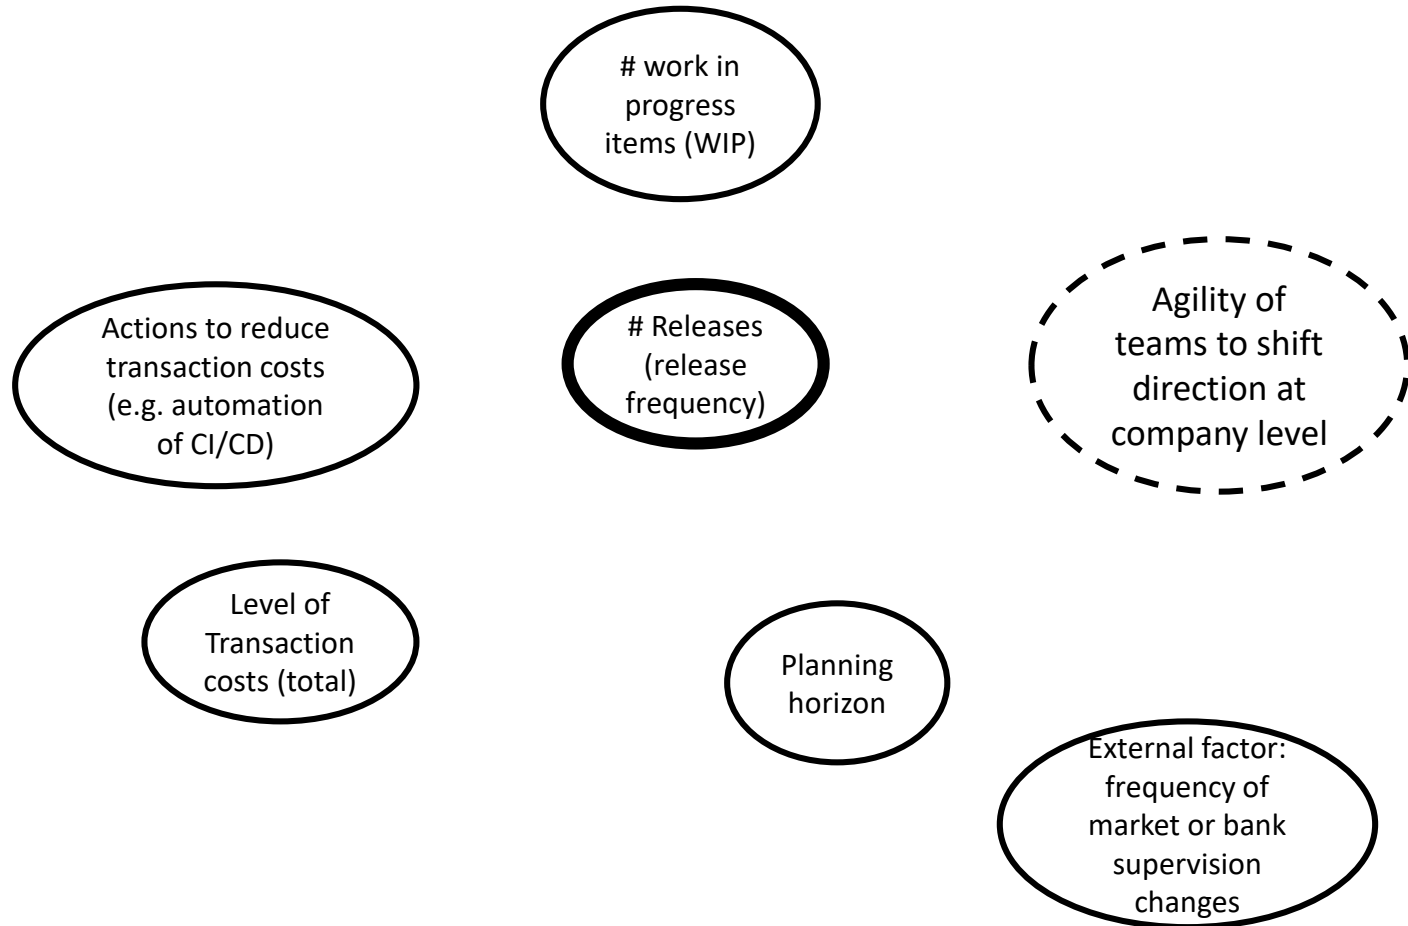 # work in
progress
items (WIP)
Actions to reduce
transaction costs
(e.g. automation
of CI/CD)
# Releases
(release
frequency)
Agility of
teams to shift
direction at
company level
Level of
Transaction
costs (total)
Planning
horizon
External factor:
frequency of
market or bank
supervision
changes